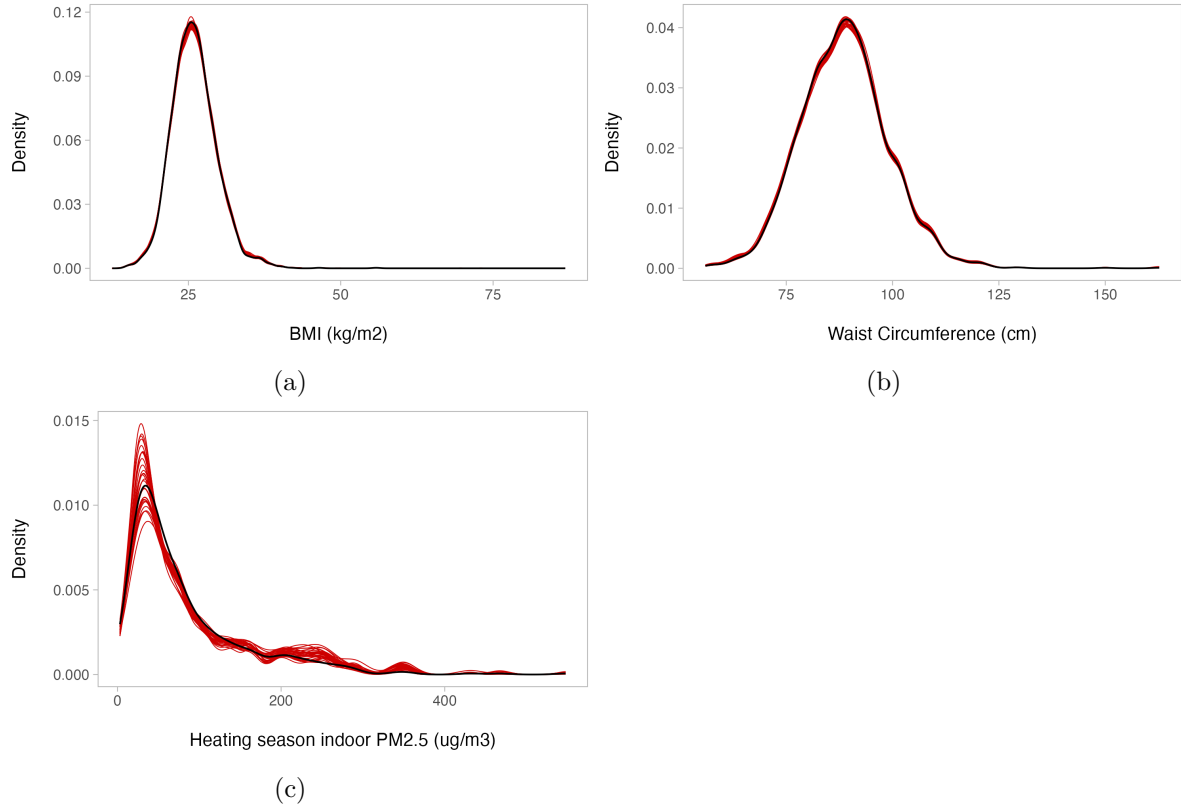 0.12
0.09
0.06
0.03
0.00
Density
25 50 75
BMI (kg/m2)
(a)
0.04
0.03
0.02
0.01
0.00
Density
75 100 125 150
Waist Circumference (cm)
(b)
0.015
0.010
0.005
0.000
Density
0 200 400
Heating season indoor PM2.5 (ug/m3)
(c)